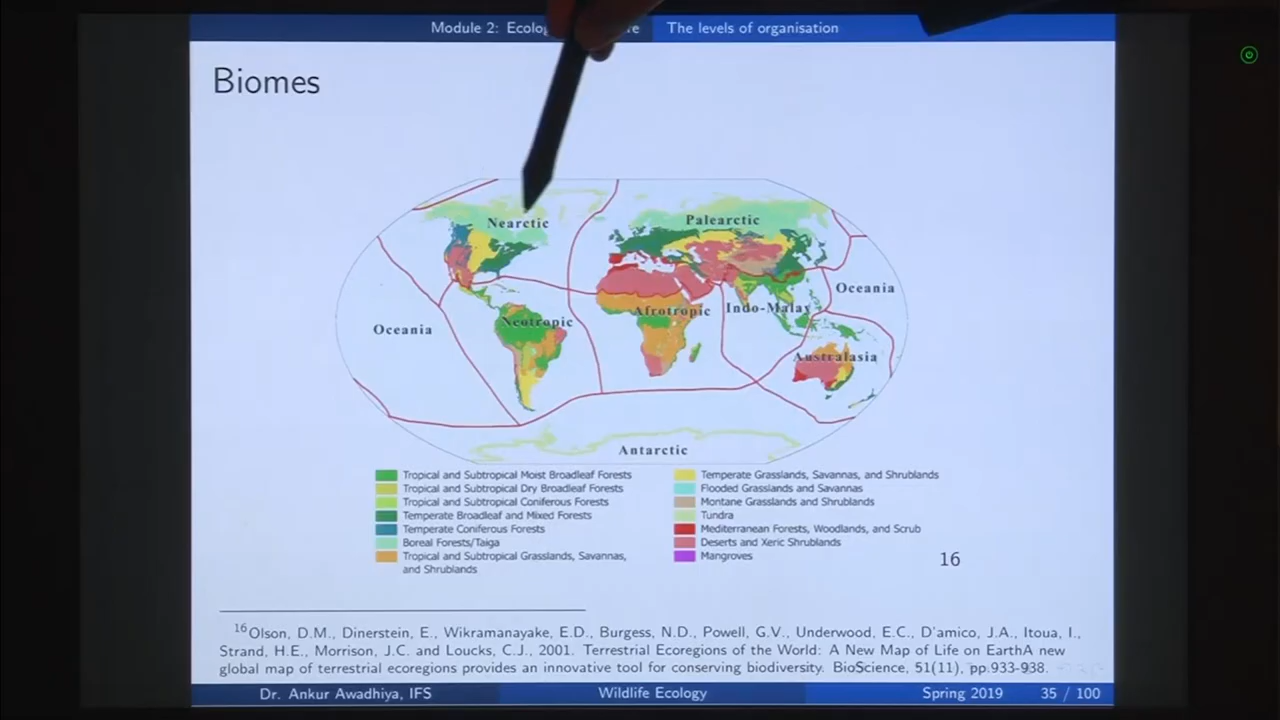 Module 2: Ecolo re The levels of organisation
Biomes
Nearctic
Palearctic
Oceania
Oceania
Neotropic
Afrotropic
Indo-Malay
Australasia
Antarctic
Tropical and Subtropical Moist Broadleaf Forests
Tropical and Subtropical Dry Broadleaf Forests
Tropical and Subtropical Coniferous Forests
Temperate Broadleaf and Mixed Forests
Temperate Coniferous Forests
Boreal Forests/Taiga
Tropical and Subtropical Grasslands, Savannas,
and Shrublands
Temperate Grasslands, Savannas, and Shrublands
Flooded Grasslands and Savannas
Montane Grasslands and Shrublands
Tundra
Mediterranean Forests, Woodlands, and Scrub
Deserts and Xeric Shrublands
Mangroves
16
16 Olson, D.M., Dinerstein, E., Wikramanayake, E.D., Burgess, N.D., Powell, G.V., Underwood, E.C., D'amico, J.A., Itoua, I.,
Strand, H.E., Morrison, J.C. and Loucks, C.J., 2001. Terrestrial Ecoregions of the World: A New Map of Life on EarthA new
global map of terrestrial ecoregions provides an innovative tool for conserving biodiversity. BioScience, 51(11), pp.933-938.
Dr. Ankur Awadhiya, IFS Wildlife Ecology Spring 2019 35 / 100